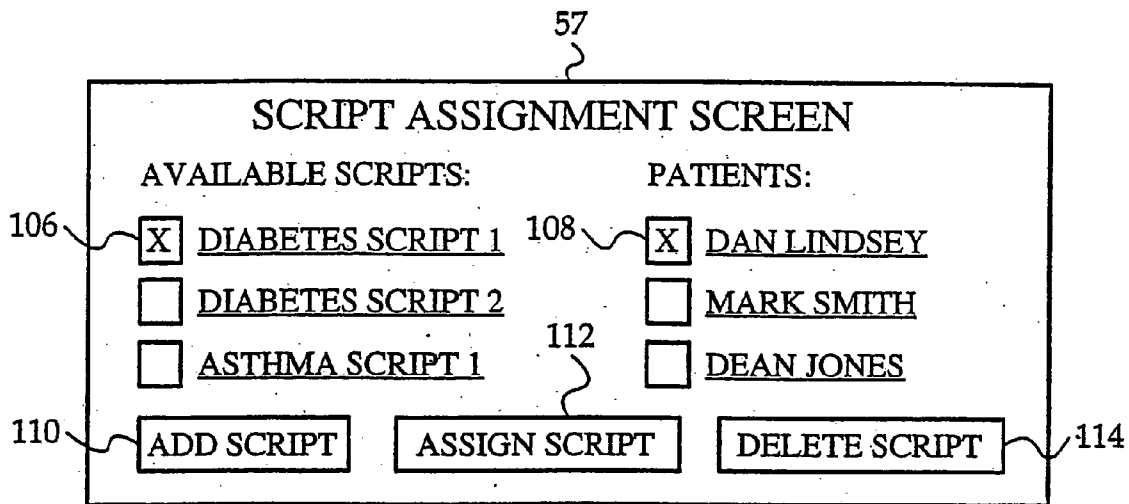 57
SCRIPT ASSIGNMENT SCREEN
AVAILABLE SCRIPTS: PATIENTS:
106 X DIABETES SCRIPT 1 108 X DAN LINDSEY
DIABETES SCRIPT 2 MARK SMITH
112
ASTHMA SCRIPT 1 DEAN JONES
110 ADD SCRIPT ASSIGN SCRIPT DELETE SCRIPT 114